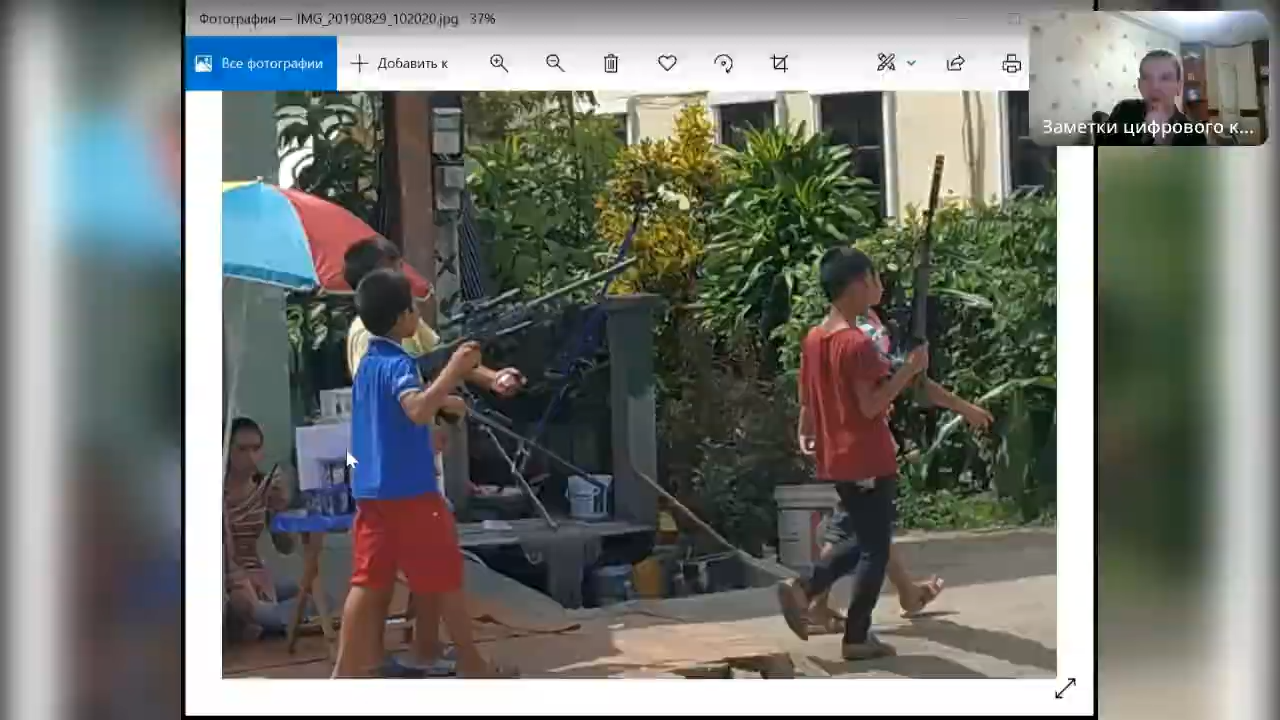 Фотографии — IMG_20190829_102020.jpg 37%
Все фотографии
Добавить к
Заметки цифрового к...